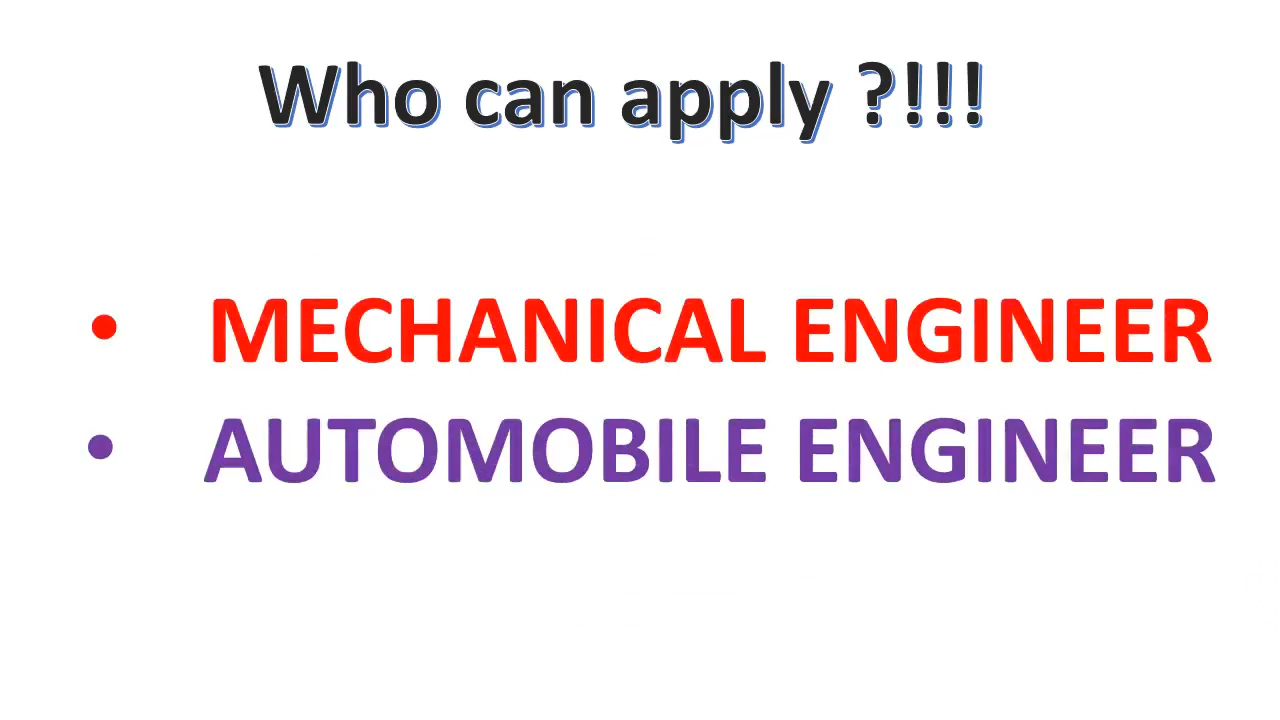 Who can apply ?!!!
• MECHANICAL ENGINEER
• AUTOMOBILE ENGINEER